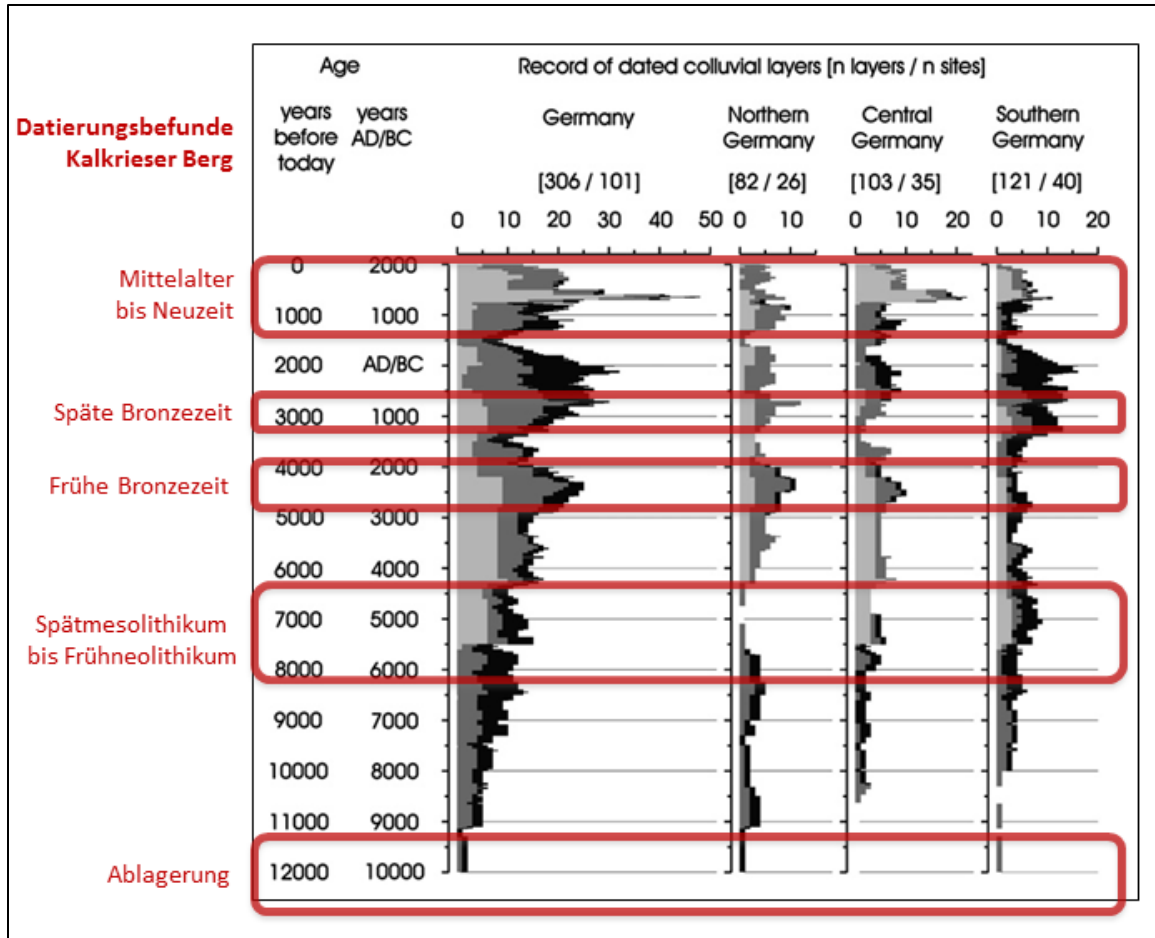 Age
Record of dated colluvial layers [n layers / n sites]
Datierungsbefunde
Kalkrieser Berg
years
before
today
years
AD/BC
Germany
[306 / 101]
Northern
Germany
[82 / 26]
Central
Germany
[103 / 35]
Southern
Germany
[121 / 40]
0 10 20 30 40 50 0 10 0 10 20 0 10 20
Mittelalter
bis Neuzeit
0 2000
1000 1000
2000 AD/BC
Späte Bronzezeit
3000 1000
Frühe Bronzezeit
4000 2000
5000 3000
6000 4000
Spätmesolithikum
bis Frühneolithikum
7000 5000
8000 6000
9000 7000
10000 8000
11000 9000
Ablagerung
12000 10000